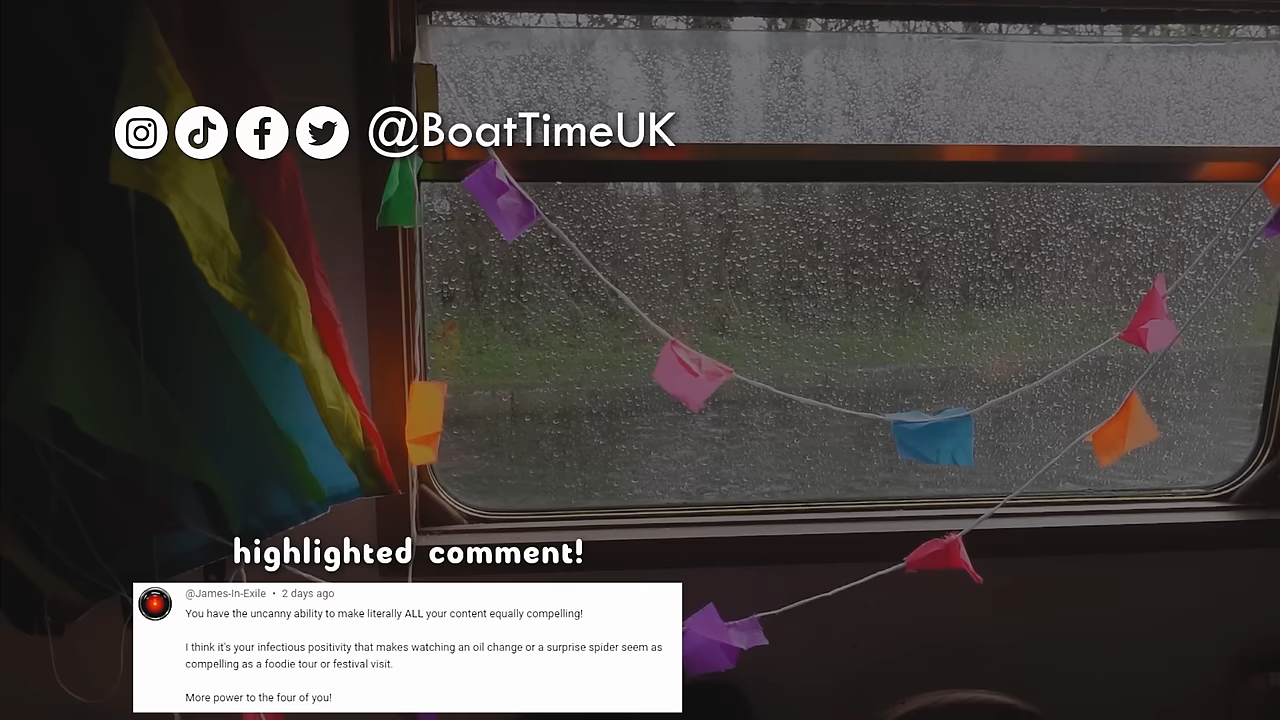 @BoatTimeUK
highlighted comment!
@James-In-Exile • 2 days ago
You have the uncanny ability to make literally ALL your content equally compelling!
I think it's your infectious positivity that makes watching an oil change or a surprise spider seem as
compelling as a foodie tour or festival visit.
More power to the four of you!